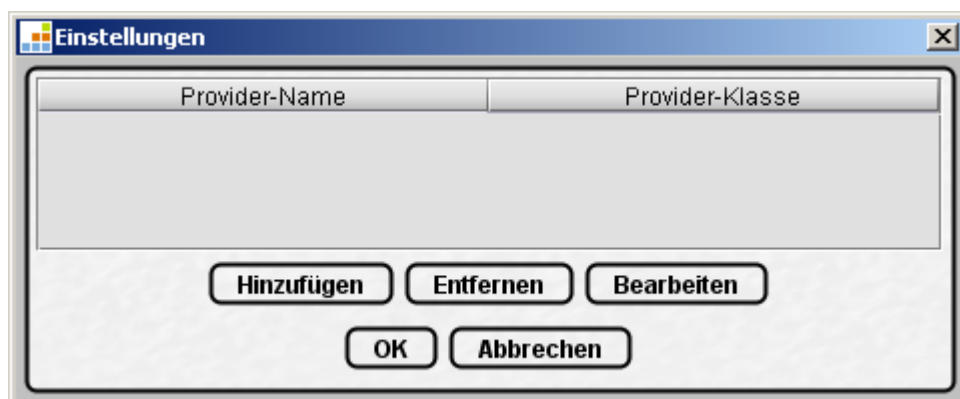 Einstellungen
Provider-Name Provider-Klasse
Hinzufügen Entfernen Bearbeiten
OK Abbrechen